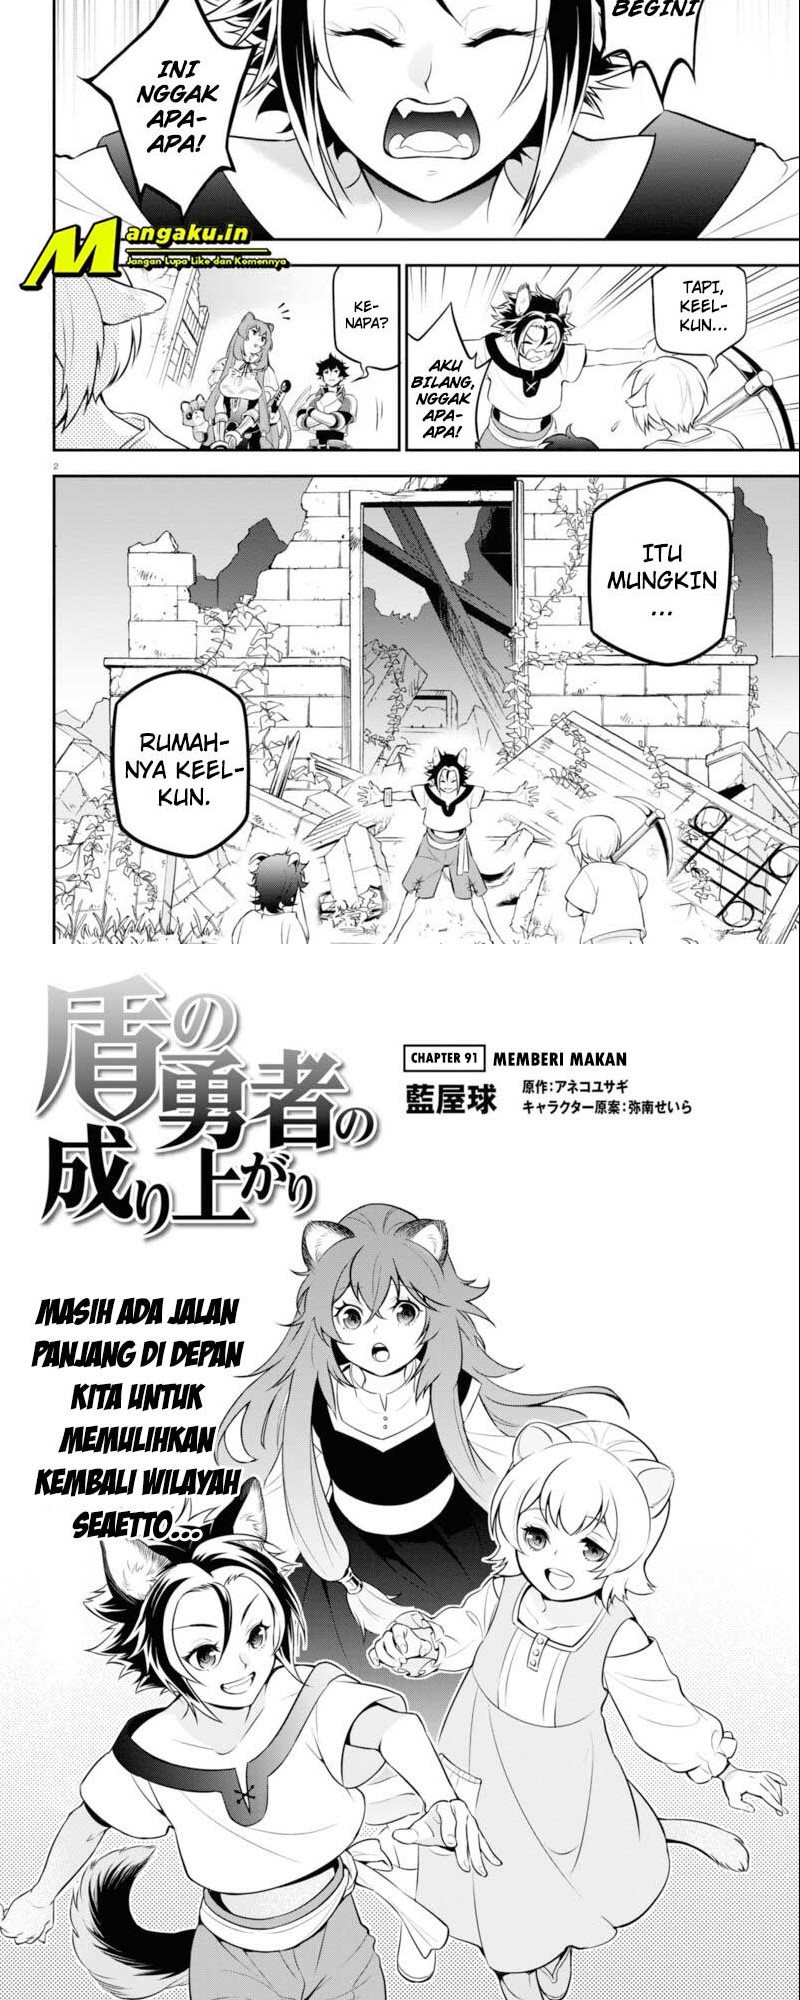 BEGINI
INI
NGGAK
APA-
APA!
Mangaku.in
Jangan Lupa Like dan Komennya
TAPI,
KEEL-
KUN...
AKU
BILANG,
NGGAK
APA-
APA!
KE-
NAPA?
2
ITU
MUNGKIN
...
RUMAH-
NYA KEEL-
KUN.
盾の勇者の
成り上がり
CHAPTER 91 MEMBERI MAKAN
藍屋球
原作:アネコユサギ
キャラクター原案:弥南せいら
MASIH ADA JALAN
PANJANG DI DEPAN
KITA UNTUK
MEMULIHKAN
KEMBALI WILAYAH
SEAETTO...